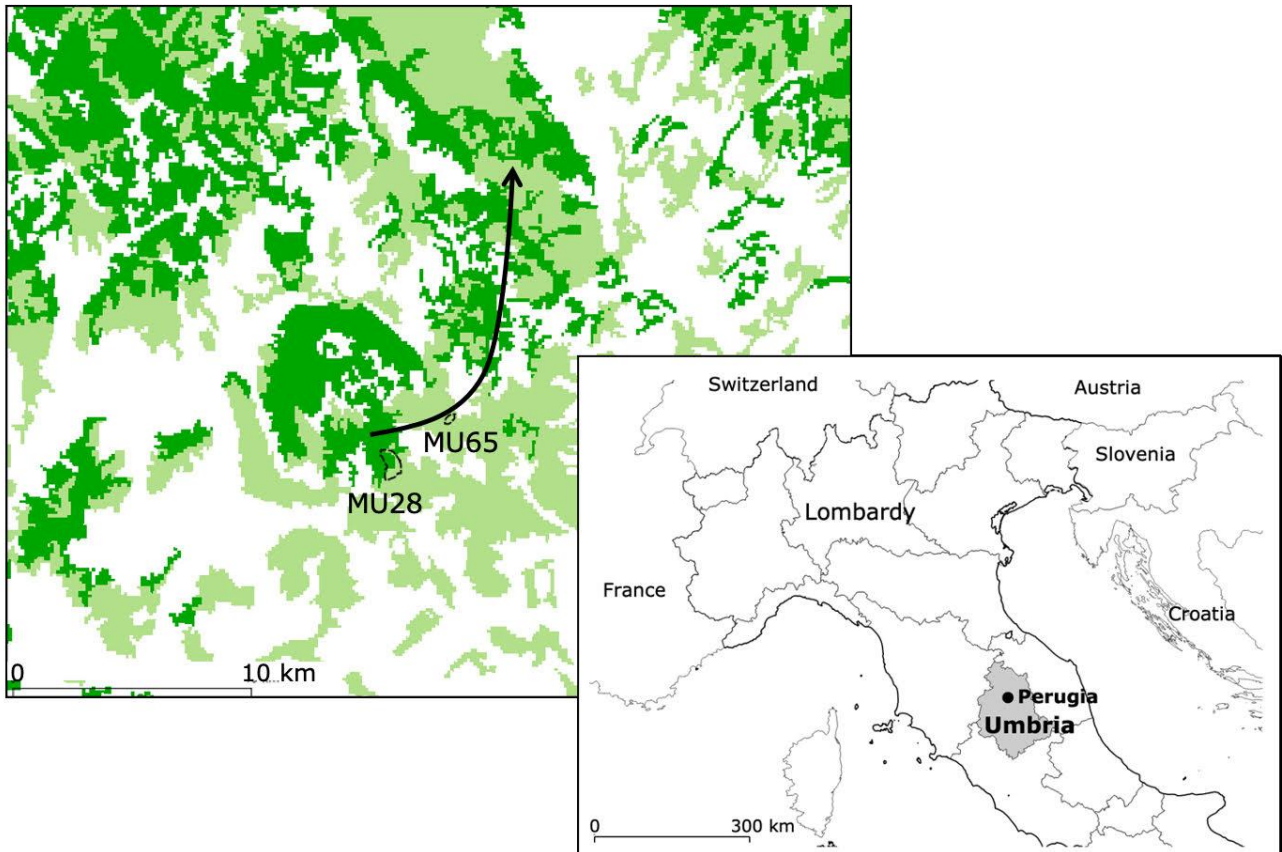 MU65
MU28
0 10 km
Switzerland
Austria
Slovenia
Lombardy
France
Croatia
Perugia
Umbria
0 300 km